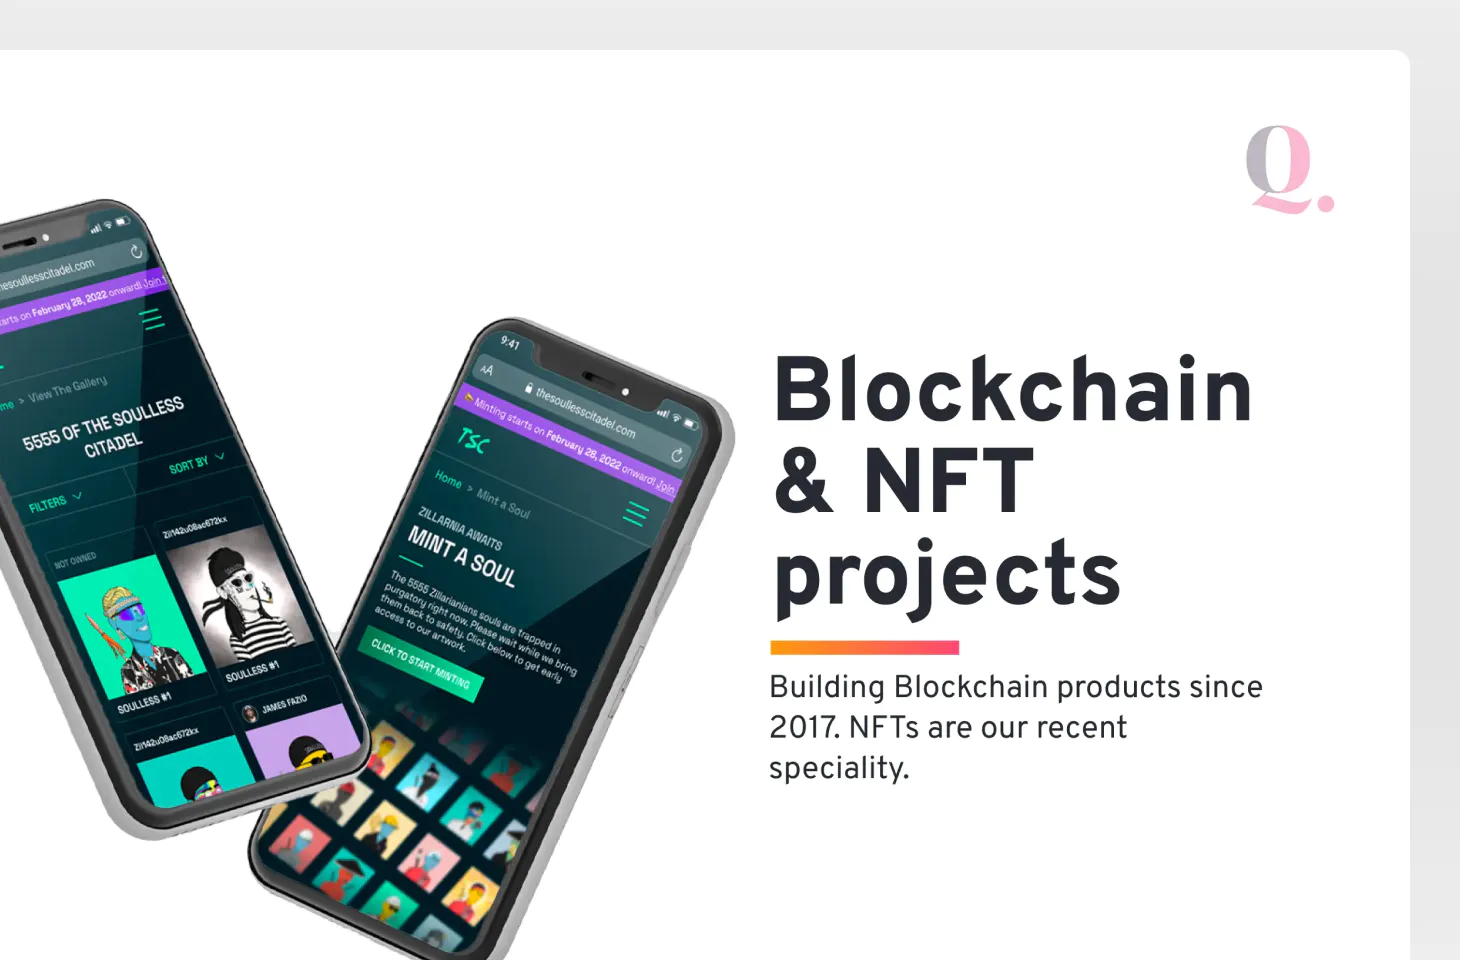 Q.
Blockchain
& NFT
projects
Building Blockchain products since
2017. NFTs are our recent
speciality.
hesoullesscitadel.com
arts on February 28, 2022 onward! Join
me > View The Gallery
5555 OF THE SOULLESS
CITADEL
FILTERS
SORT BY
NOT OWNED
zil142u08ac672kx
SOULLESS #1
SOULLESS #1
zil142u08ac672kx
JAMES FAZIO
9:41
AA
thesoullesscitadel.com
Minting starts on February 28, 2022 onward! Join
TSC
Home > Mint a Soul
ZILLARNIA AWAITS
MINT A SOUL
The 5555 Zillarianians souls are trapped in
purgatory right now. Please wait while we bring
them back to safety. Click below to get early
access to our artwork.
CLICK TO START MINTING